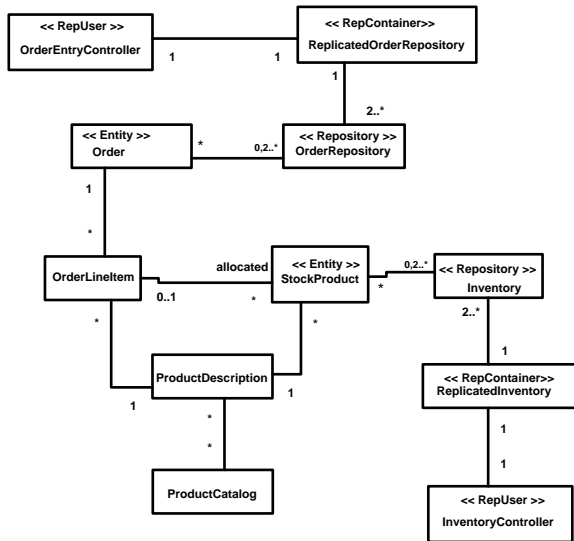 << RepUser >>
OrderEntryController
1
1
<< RepContainer>>
ReplicatedOrderRepository
1
2..*
<< Entity >>
Order
*
0,2..*
<< Repository >>
OrderRepository
1
*
OrderLineItem
0..1
allocated
*
<< Entity >>
StockProduct
*
0,2..*
<< Repository >>
Inventory
2..*
*
*
1
ProductDescription
1
1
<< RepContainer>>
ReplicatedInventory
*
*
1
1
ProductCatalog
<< RepUser >>
InventoryController